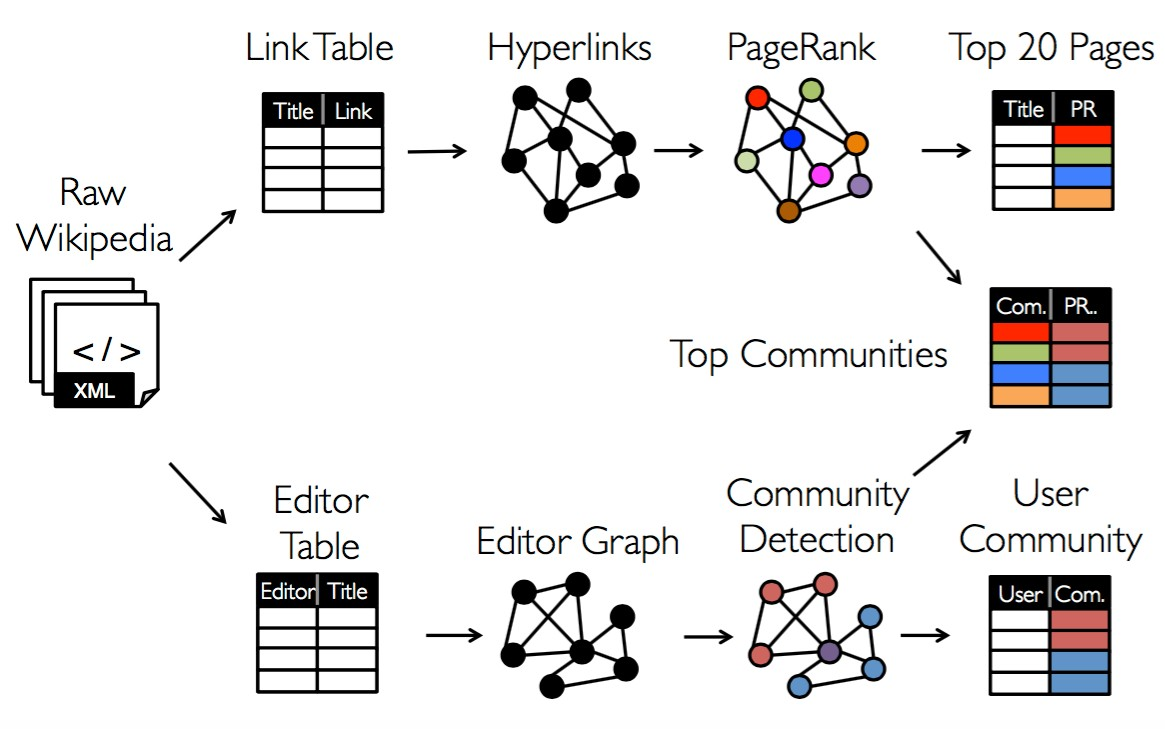 Link Table
Hyperlinks
PageRank
Top 20 Pages
Title Link
Title PR
Raw
Wikipedia
</>
XML
Com. PR..
Top Communities
Editor
Table
Editor Graph
Community
Detection
User
Community
Editor Title
User Com.